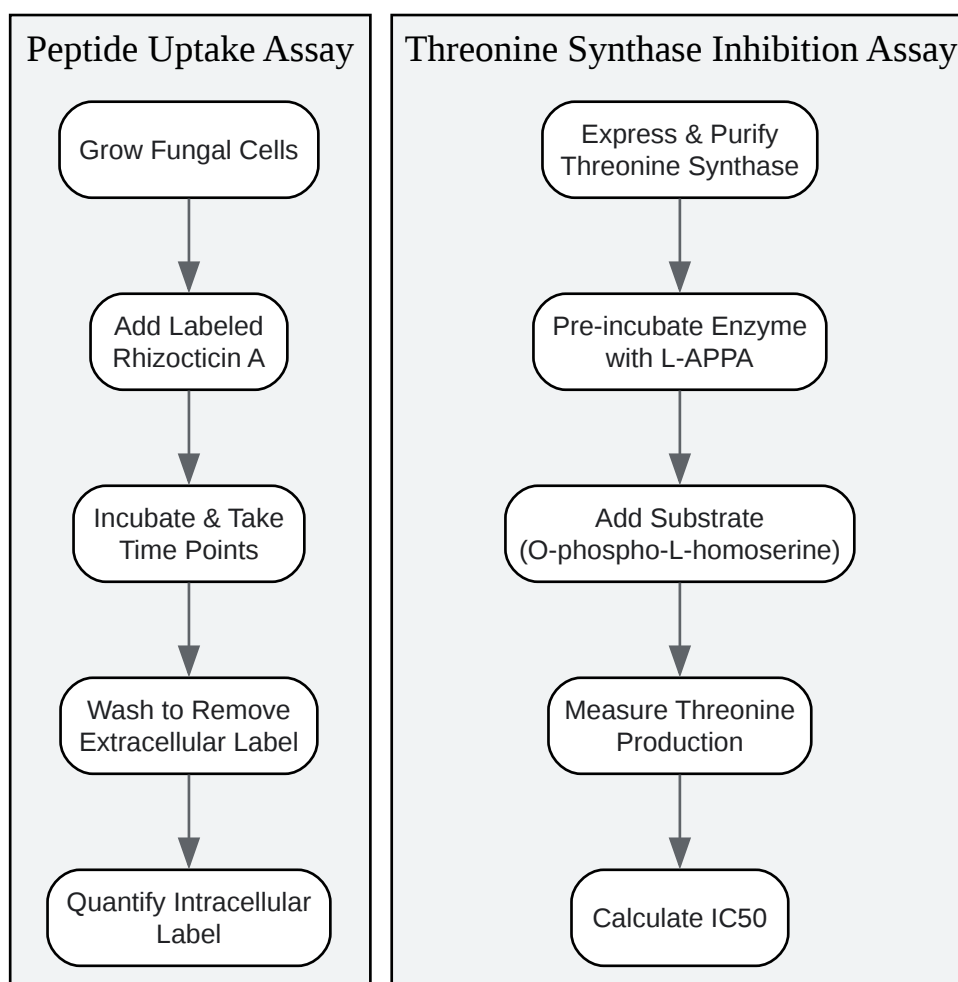 Peptide Uptake Assay
Grow Fungal Cells
Add Labeled
Rhizocticin A
Incubate & Take
Time Points
Wash to Remove
Extracellular Label
Quantify Intracellular
Label
Threonine Synthase Inhibition Assay
Express & Purify
Threonine Synthase
Pre-incubate Enzyme
with L-APPA
Add Substrate
(O-phospho-L-homoserine)
Measure Threonine
Production
Calculate IC50